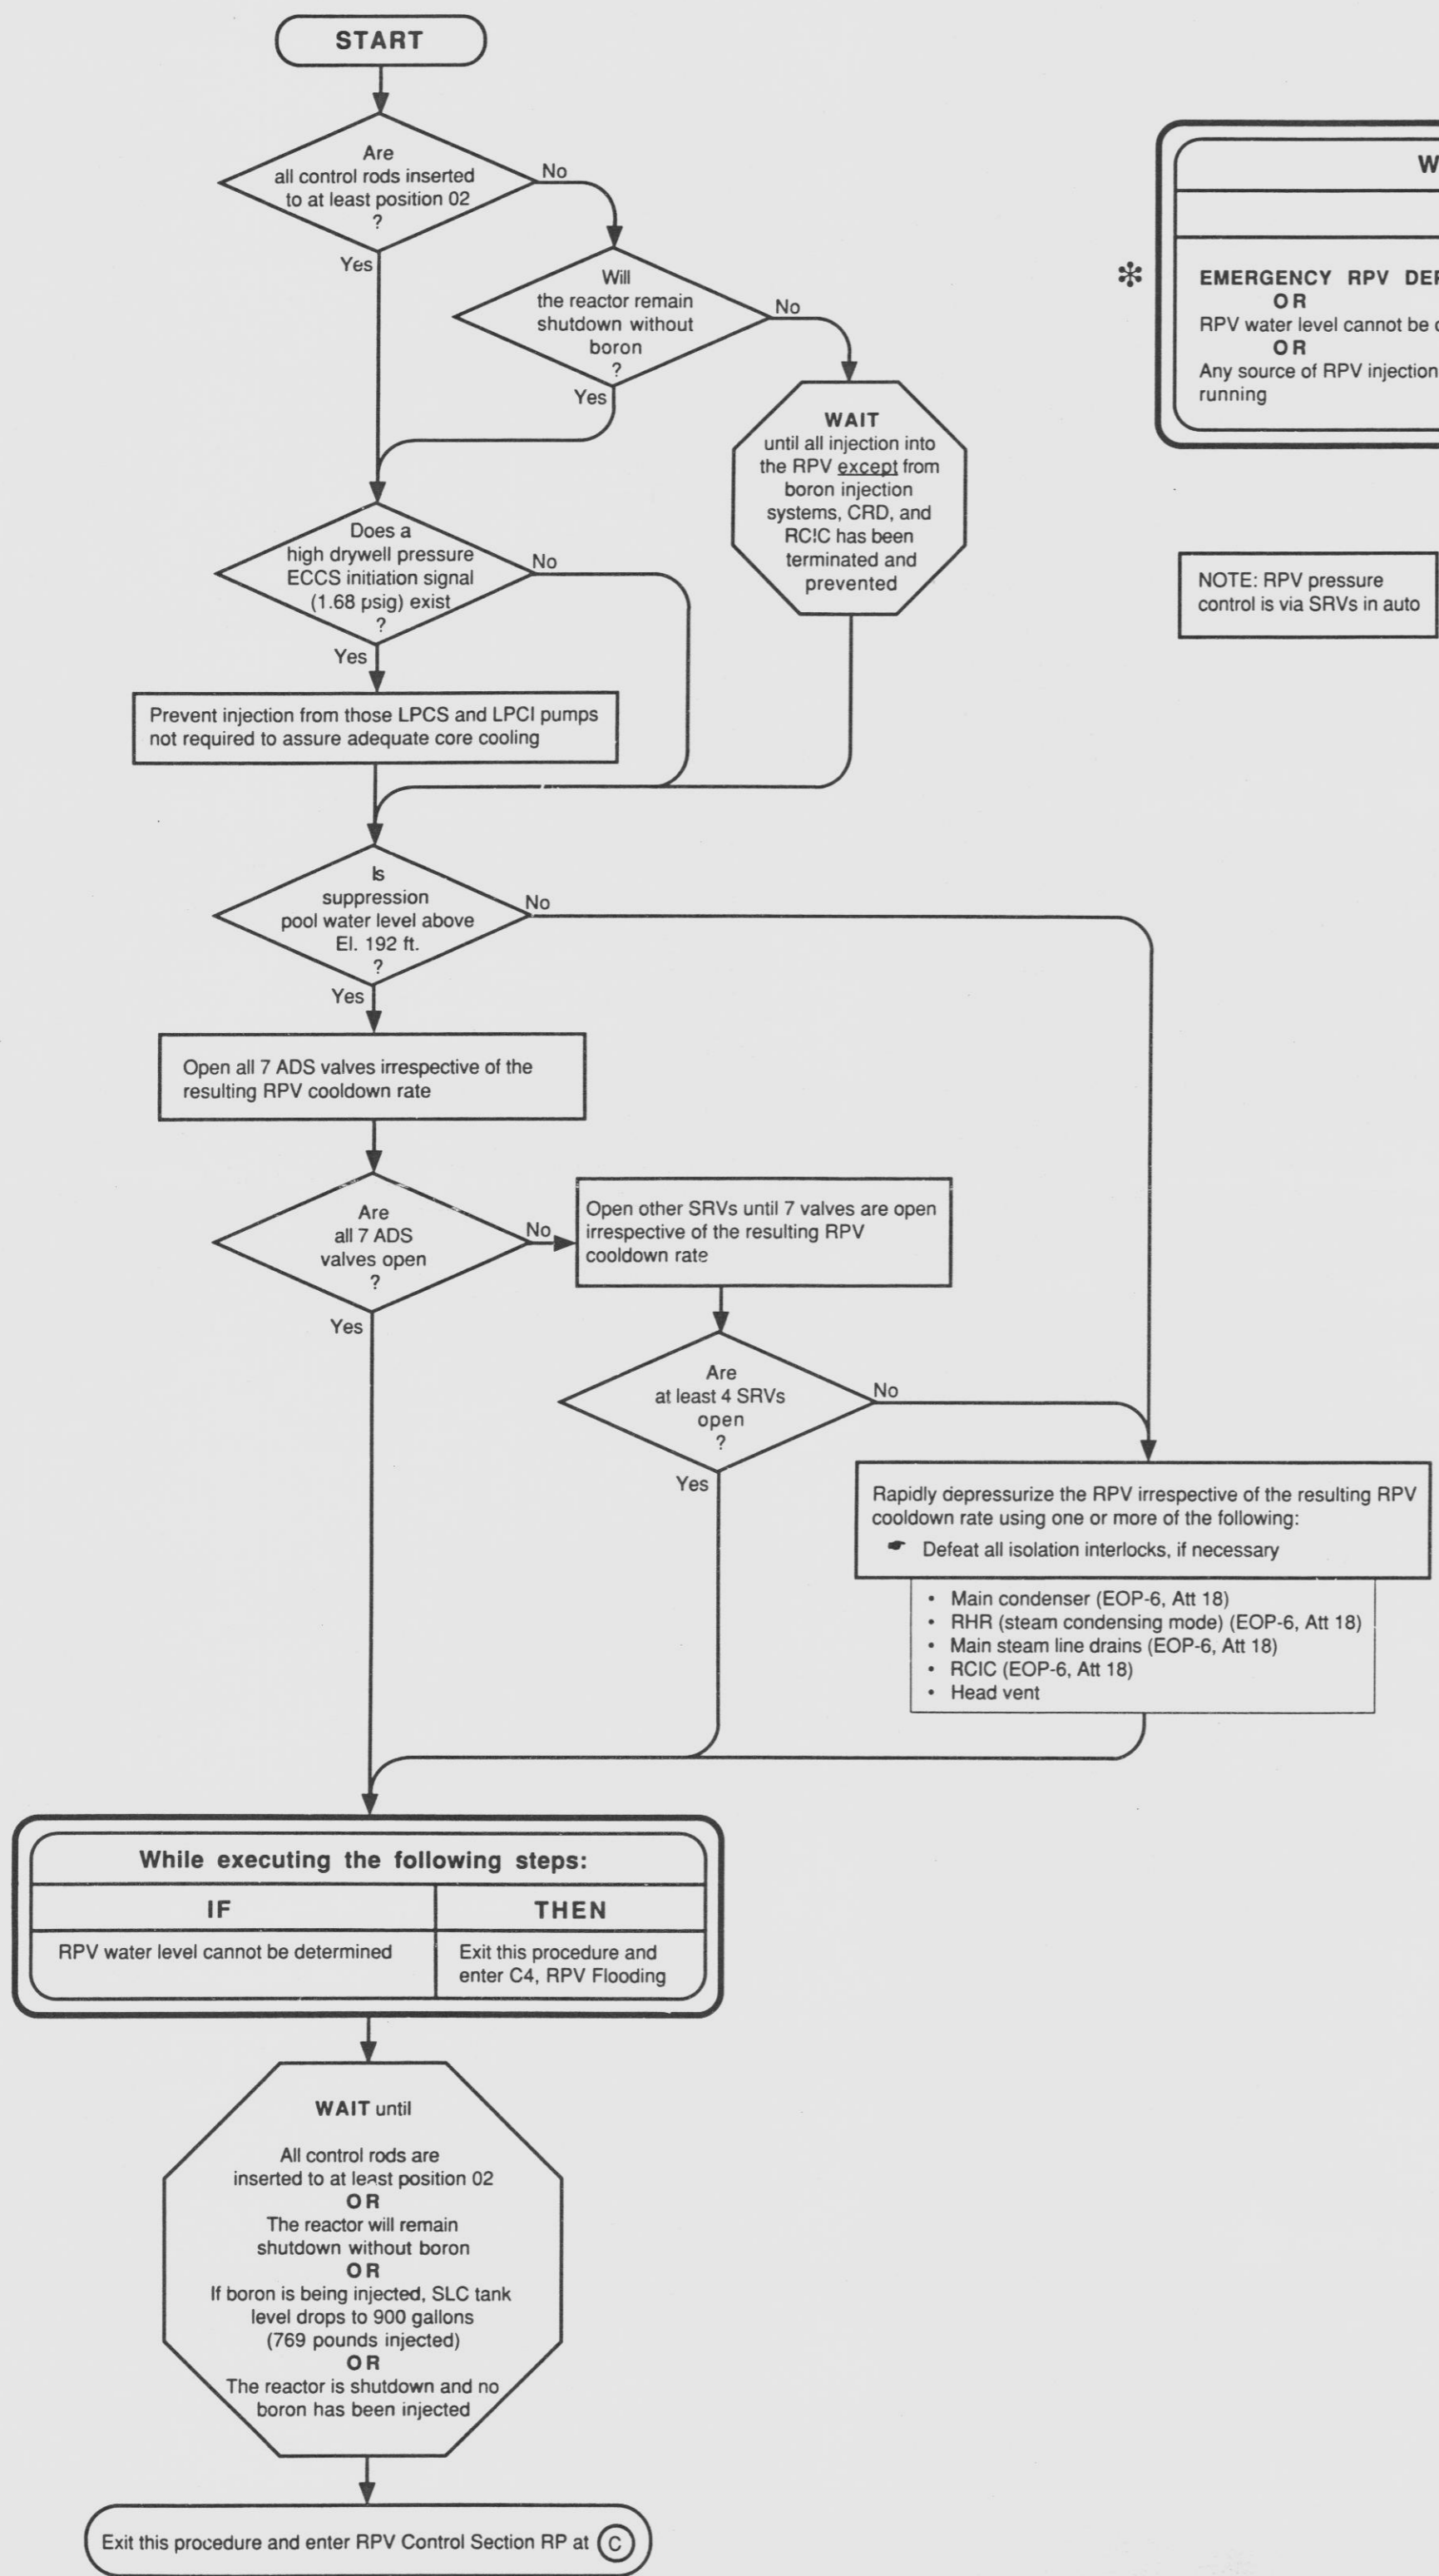 START
Are
all control rods inserted
to at least position 02
?
No
Yes
Will
the reactor remain
shutdown without
boron
?
No
Yes
WAIT
until all injection into
the RPV except from
boron injection
systems, CRD, and
RCIC has been
terminated and
prevented
Does a
high drywell pressure
ECCS initiation signal
(1.68 psig) exist
?
No
Yes
Prevent injection from those LPCS and LPCI pumps
not required to assure adequate core cooling
Is
suppression
pool water level above
El. 192 ft.
?
No
Yes
Open all 7 ADS valves irrespective of the
resulting RPV cooldown rate
Are
all 7 ADS
valves open
?
No
Yes
Open other SRVs until 7 valves are open
irrespective of the resulting RPV
cooldown rate
Are
at least 4 SRVs
open
?
No
Yes
Rapidly depressurize the RPV irrespective of the resulting RPV
cooldown rate using one or more of the following:
Defeat all isolation interlocks, if necessary
• Main condenser (EOP-6, Att 18)
• RHR (steam condensing mode) (EOP-6, Att 18)
• Main steam line drains (EOP-6, Att 18)
• RCIC (EOP-6, Att 18)
• Head vent
While executing the following steps:
IF
THEN
RPV water level cannot be determined
Exit this procedure and
enter C4, RPV Flooding
WAIT until
All control rods are
inserted to at least position 02
OR
The reactor will remain
shutdown without boron
OR
If boron is being injected, SLC tank
level drops to 900 gallons
(769 pounds injected)
OR
The reactor is shutdown and no
boron has been injected
Exit this procedure and enter RPV Control Section RP at C
W
EMERGENCY RPV DEP
OR
RPV water level cannot be
OR
Any source of RPV injection
running
NOTE: RPV pressure
control is via SRVs in auto